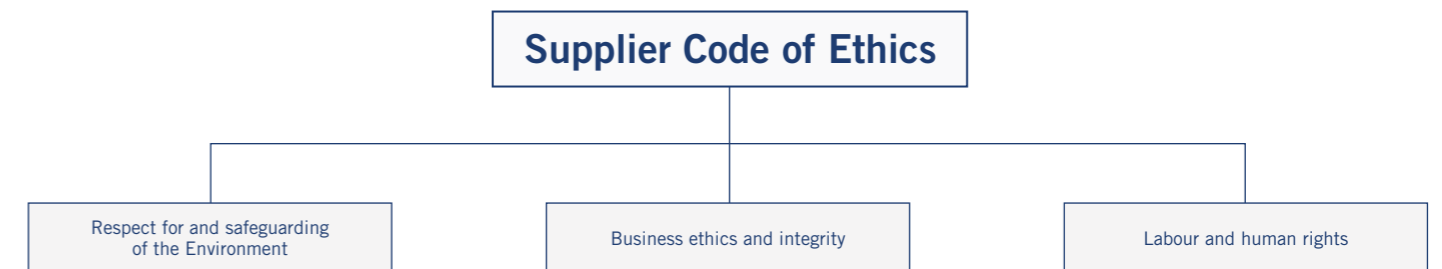 Supplier Code of Ethics
Respect for and safeguarding
of the Environment
Business ethics and integrity
Labour and human rights